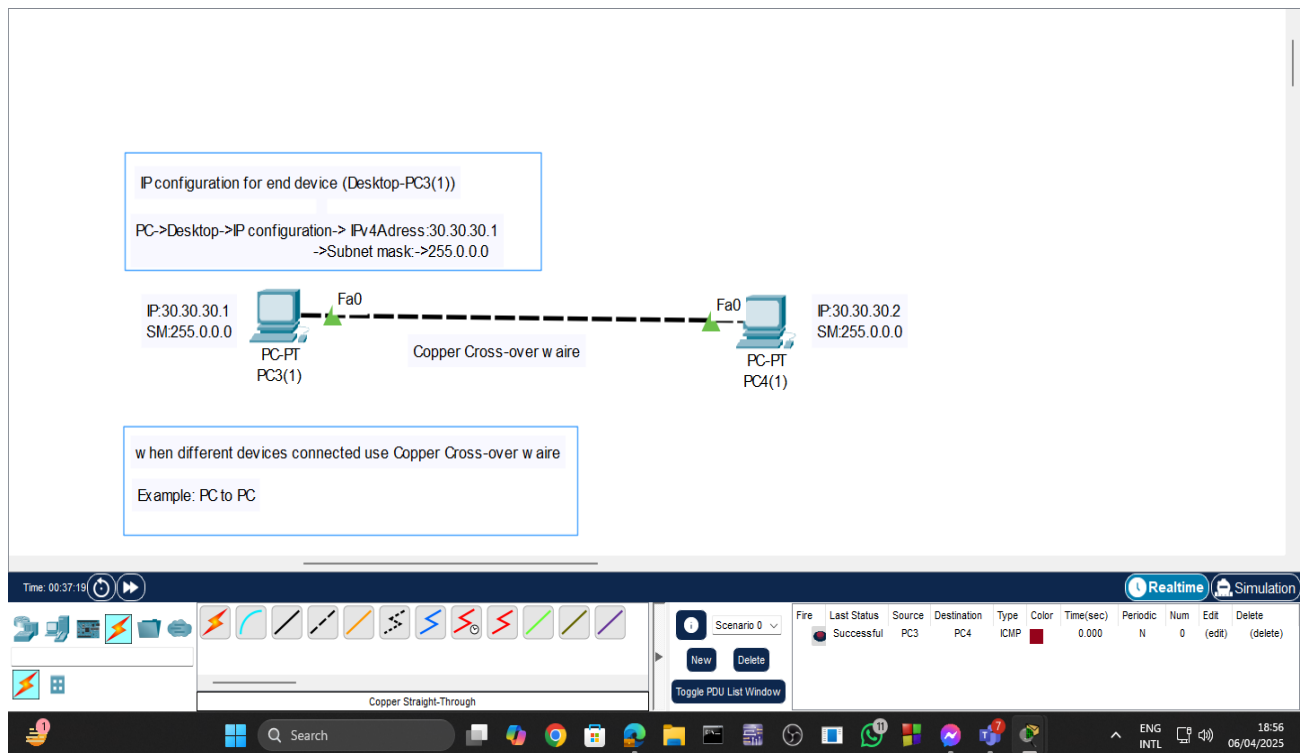 IP configuration for end device (Desktop-PC3(1))
PC->Desktop->IP configuration-> IPv4Adress:30.30.30.1
->Subnet mask:->255.0.0.0
IP:30.30.30.1
SM:255.0.0.0
Fa0
PC-PT
PC3(1)
Copper Cross-over waire
Fa0
IP:30.30.30.2
SM:255.0.0.0
PC-PT
PC4(1)
when different devices connected use Copper Cross-over waire
Example: PC to PC
Time: 00:37:19
Realtime
Simulation
Scenario 0
New
Delete
Toggle PDU List Window
Fire Last Status Source Destination Type Color Time(sec) Periodic Num Edit Delete
Successful PC3 PC4 ICMP 0.000 N 0 (edit) (delete)
Copper Straight-Through
1
Search
11
7
ENG
INTL
18:56
06/04/2025